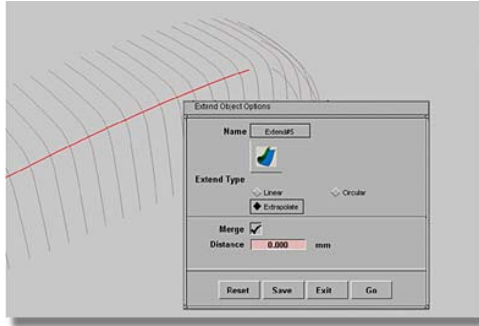 Extend Object Options
Name Extend#5
Extend Type
Linear Circular
Extrapolate
Merge
Distance 0.000 mm
Reset Save Exit Go